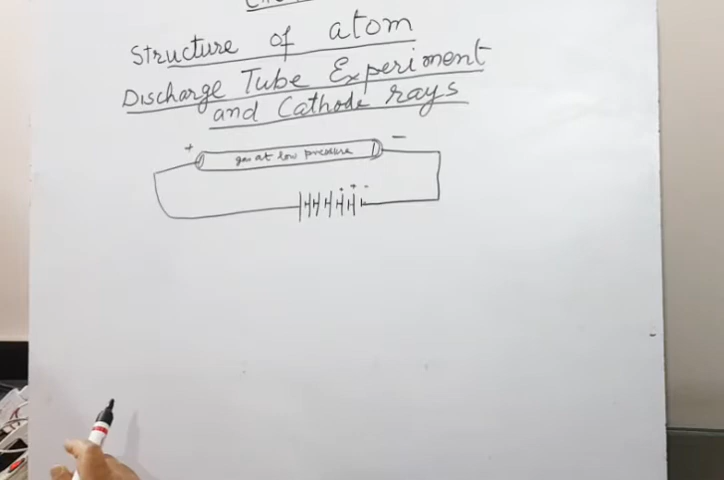 Structure of atom
Discharge Tube Experiment
and Cathode rays
+ -
gas at low pressure